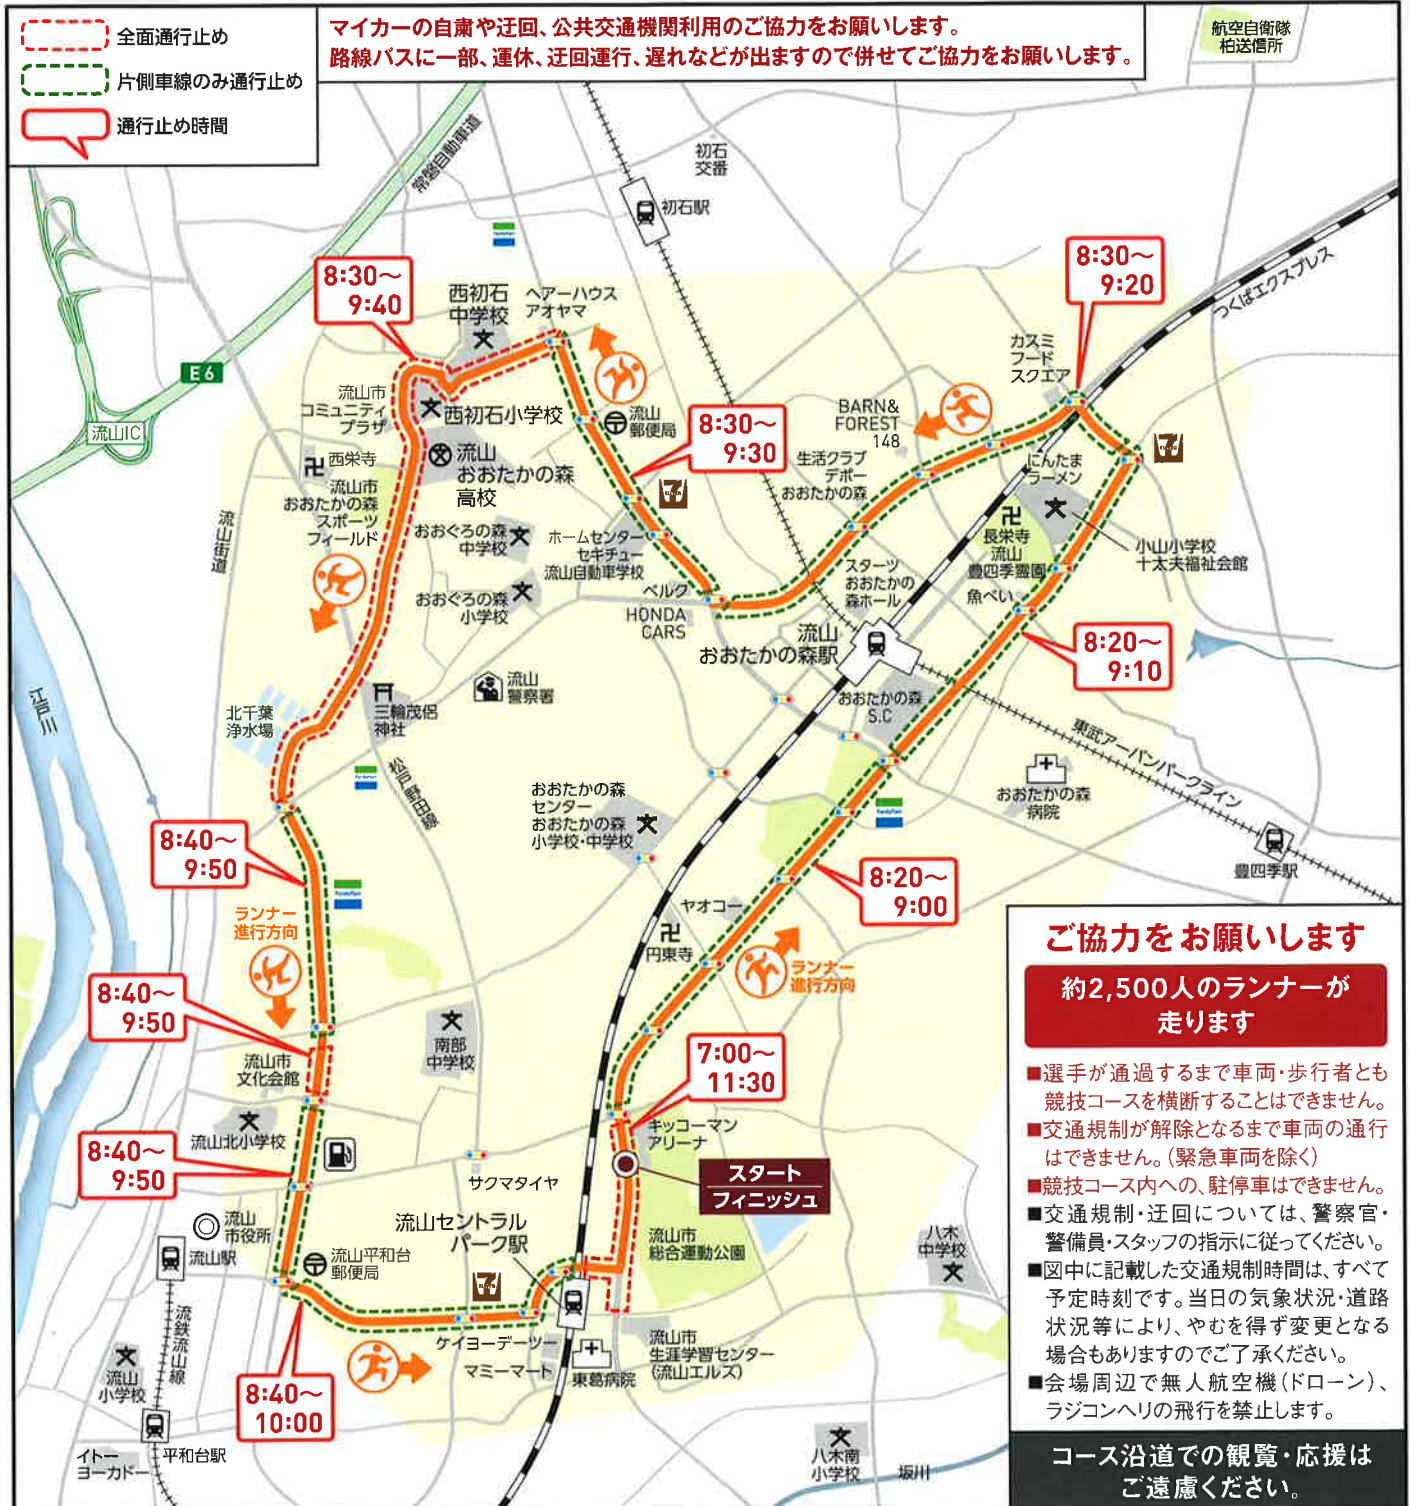 全面通行止め
片側車線のみ通行止め
通行止め時間
マイカーの自粛や迂回、公共交通機関利用のご協力をお願いします。
路線バスに一部、運休、迂回運行、遅れなどが出ますので併せてご協力をお願いします。
航空自衛隊
柏送信所
常磐自動車道
初石
交番
初石駅
つくばエクスプレス
8:30～
9:40
8:30～
9:20
西初石
中学校
ヘアーハウス
アオヤマ
カスミ
フード
スクエア
E6
流山IC
流山市
コミュニティ
プラザ
西初石小学校
流山
郵便局
8:30～
9:30
BARN&
FOREST
148
西栄寺
流山
おおたかの森
高校
生活クラブ
デポー
おおたかの森
にんたま
ラーメン
流山市
おおたかの森
スポーツ
フィールド
流山街道
おおぐろの森
中学校
ホームセンター
セキチュー
流山自動車学校
長栄寺
流山
豊四季霊園
小山小学校
十太夫福祉会館
おおぐろの森
小学校
ベルク
HONDA
CARS
スターツ
おおたかの
森ホール
魚べい
流山
おおたかの森駅
8:20～
9:10
江戸川
北千葉
浄水場
三輪茂侶
神社
流山
警察署
おおたかの森
S.C
東武アーバンパークライン
松戸野田線
おおたかの森
センター
おおたかの森
小学校・中学校
おおたかの森
病院
豊四季駅
8:40～
9:50
8:20～
9:00
ヤオコー
円東寺
ランナー
進行方向
ランナー
進行方向
8:40～
9:50
南部
中学校
流山市
文化会館
7:00～
11:30
キッコーマン
アリーナ
流山北小学校
8:40～
9:50
サクマタイヤ
スタート
フィニッシュ
流山
市役所
流山駅
流山平和台
郵便局
流山セントラル
パーク駅
流山市
総合運動公園
八木
中学校
流鉄流山線
ケイヨーデーツー
マミーマート
東葛病院
流山市
生涯学習センター
(流山エルズ)
流山
小学校
8:40～
10:00
イトー
ヨーカドー
平和台駅
八木南
小学校
坂川
ご協力をお願いします
約2,500人のランナーが
走ります
■選手が通過するまで車両・歩行者とも
競技コースを横断することはできません。
■交通規制が解除となるまで車両の通行
はできません。(緊急車両を除く)
■競技コース内への、駐停車はできません。
■交通規制・迂回については、警察官・
警備員・スタッフの指示に従ってください。
■図中に記載した交通規制時間は、すべて
予定時刻です。当日の気象状況・道路
状況等により、やむを得ず変更となる
場合もありますのでご了承ください。
■会場周辺で無人航空機(ドローン)、
ラジコンヘリの飛行を禁止します。
コース沿道での観覧・応援は
ご遠慮ください。